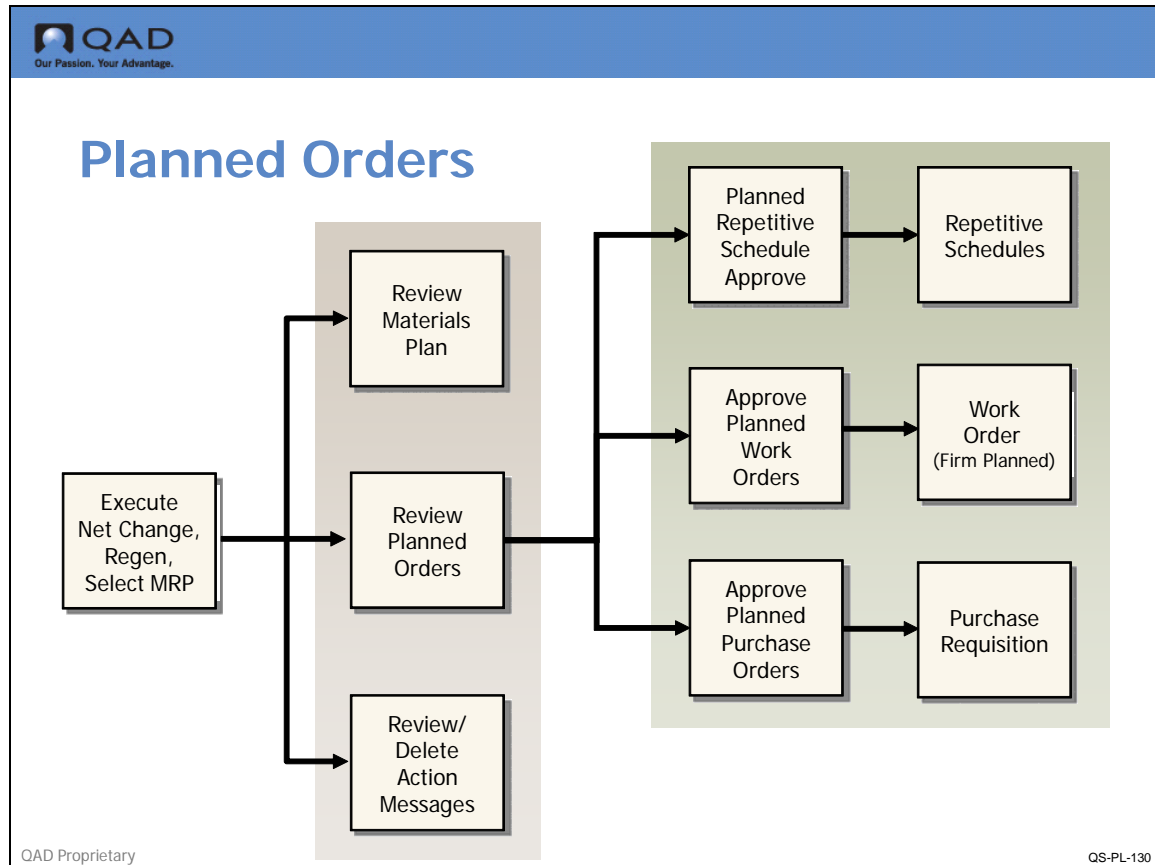 QAD
Our Passion. Your Advantage.
Planned Orders
Execute
Net Change,
Regen,
Select MRP
Review
Materials
Plan
Review
Planned
Orders
Review/
Delete
Action
Messages
Planned
Repetitive
Schedule
Approve
Repetitive
Schedules
Approve
Planned
Work
Orders
Work
Order
(Firm Planned)
Approve
Planned
Purchase
Orders
Purchase
Requisition
QAD Proprietary
QS-PL-130